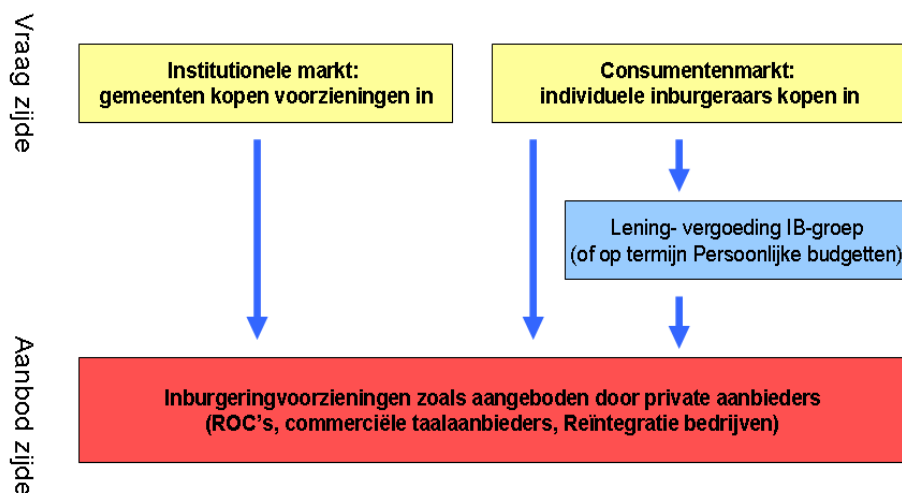 Vraag zijde
Institutionele markt:
gemeenten kopen voorzieningen in
Consumentenmarkt:
individuele inburgeraars kopen in
Lening- vergoeding IB-groep
(of op termijn Persoonlijke budgetten)
Aanbod zijde
Inburgeringvoorzieningen zoals aangeboden door private aanbieders
(ROC's, commerciële taalaanbieders, Reïntegratie bedrijven)